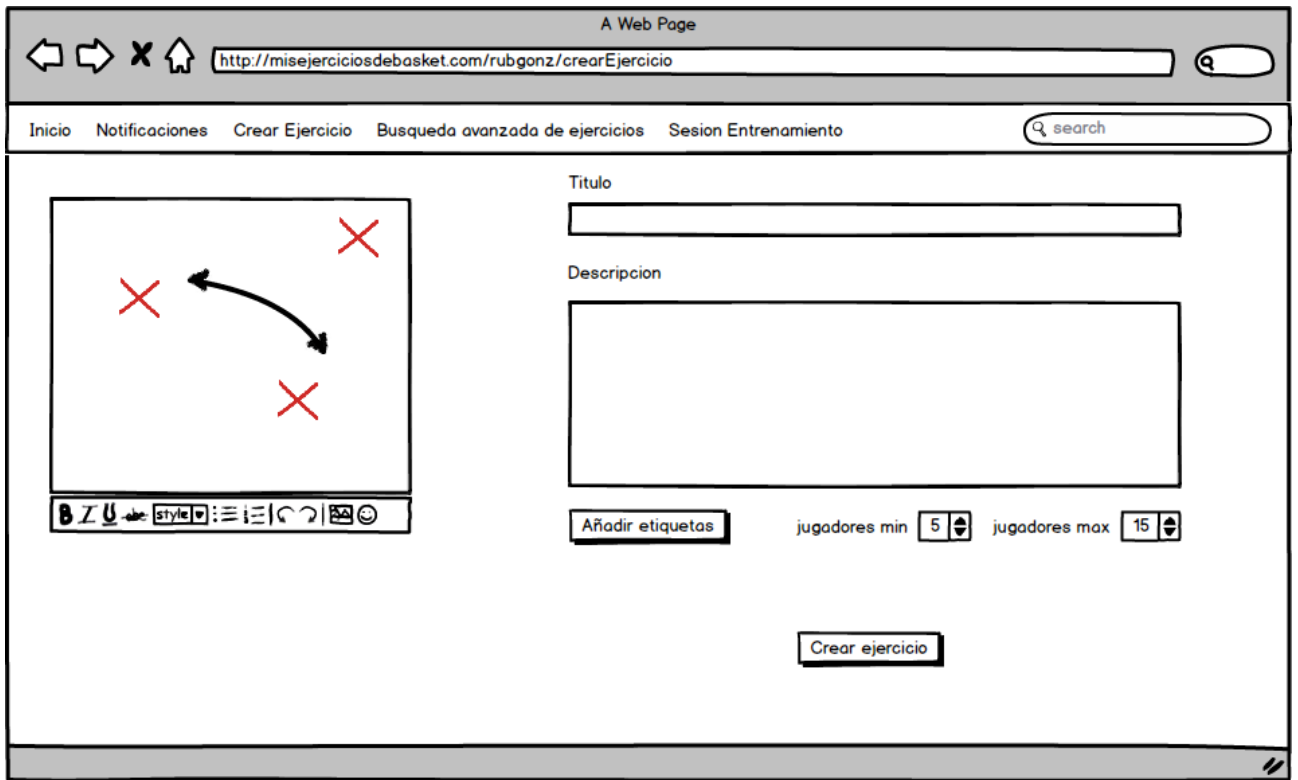 A Web Page
http://misejerciciosdebasket.com/rubgonz/crearEjercicio
Inicio Notificaciones Crear Ejercicio Busqueda avanzada de ejercicios Sesion Entrenamiento search
Titulo
Descripcion
B I U abc style
Añadir etiquetas jugadores min 5 jugadores max 15
Crear ejercicio